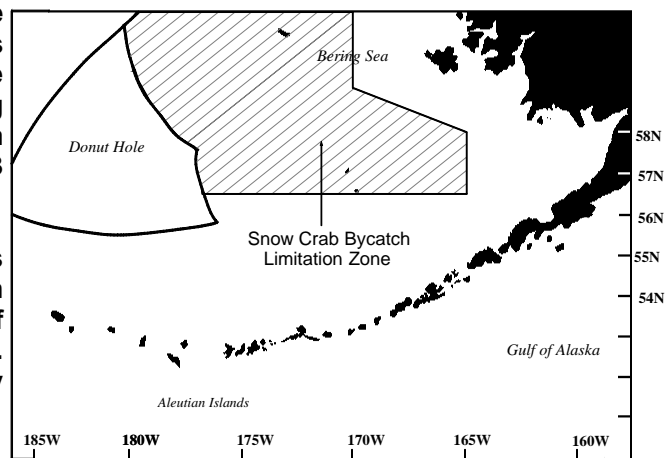 Bering Sea
Donut Hole
58N
57N
56N
Snow Crab Bycatch
Limitation Zone
55N
54N
Gulf of Alaska
Aleutian Islands
185W 180W 175W 170W 165W 160W